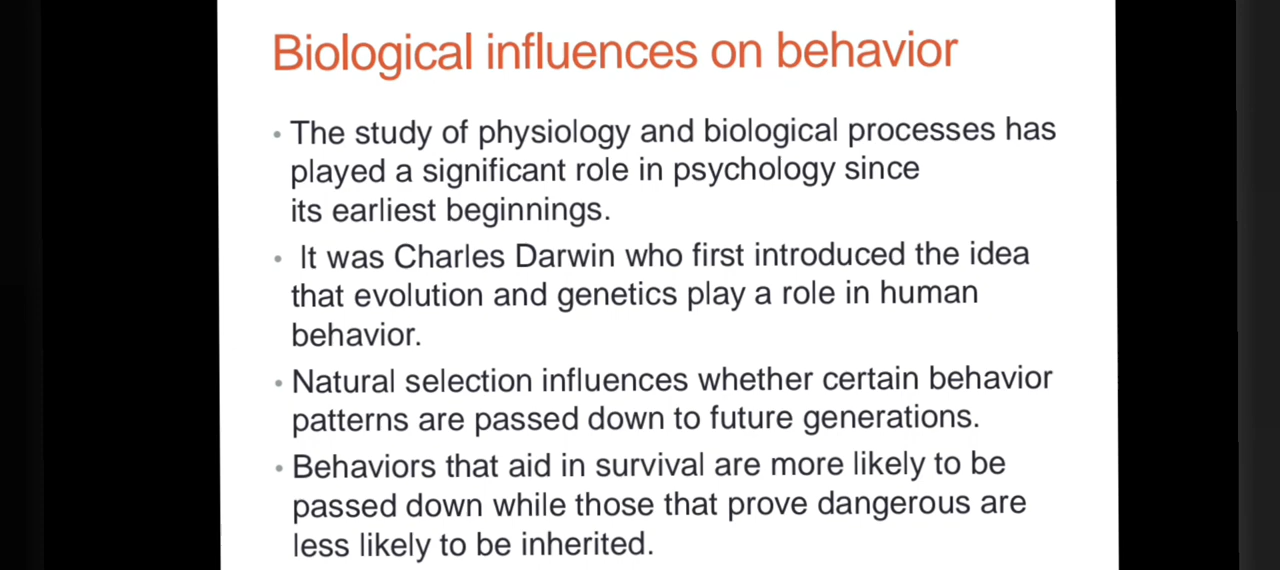 Biological influences on behavior
• The study of physiology and biological processes has
played a significant role in psychology since
its earliest beginnings.
• It was Charles Darwin who first introduced the idea
that evolution and genetics play a role in human
behavior.
• Natural selection influences whether certain behavior
patterns are passed down to future generations.
• Behaviors that aid in survival are more likely to be
passed down while those that prove dangerous are
less likely to be inherited.